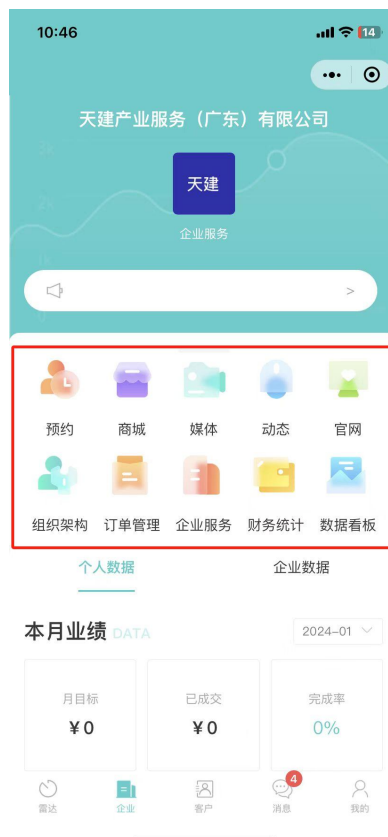 10:46
14
天建产业服务（广东）有限公司
天建
企业服务
>
预约 商城 媒体 动态 官网
组织架构 订单管理 企业服务 财务统计 数据看板
个人数据 企业数据
本月业绩 DATA 2024-01
月目标 已成交 完成率
¥0 ¥0 0%
4
雷达 企业 客户 消息 我的